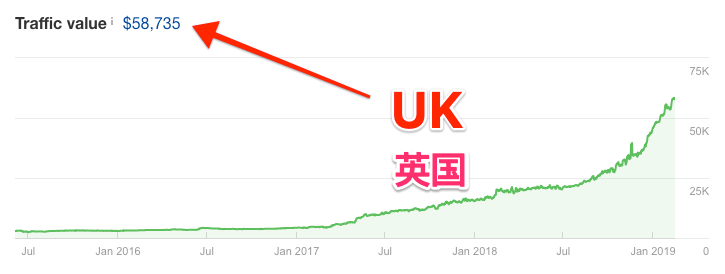 Traffic value i $58,735
75K
UK
50K
英国
25K
Jul Jan 2016 Jul Jan 2017 Jul Jan 2018 Jul Jan 2019 0